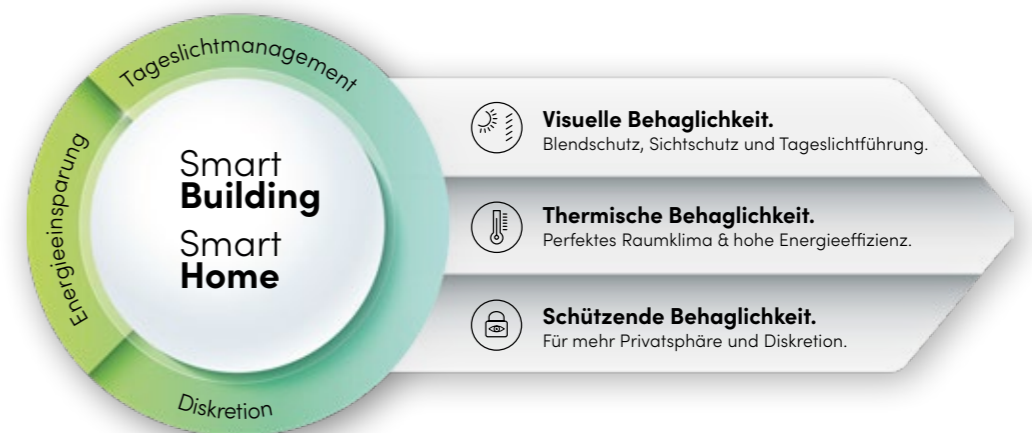 Tageslichtmanagement
Energieeinsparung
Diskretion
Smart
Building
Smart
Home
Visuelle Behaglichkeit.
Blendschutz, Sichtschutz und Tageslichtführung.
Thermische Behaglichkeit.
Perfektes Raumklima & hohe Energieeffizienz.
Schützende Behaglichkeit.
Für mehr Privatsphäre und Diskretion.